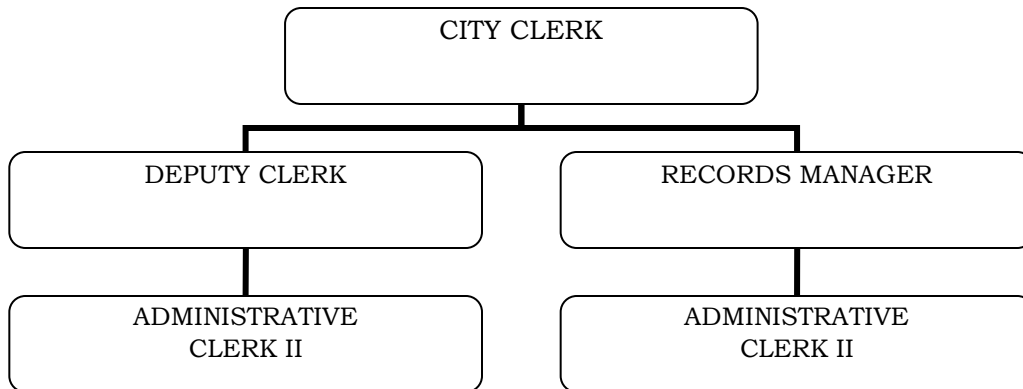 CITY CLERK
DEPUTY CLERK
RECORDS MANAGER
ADMINISTRATIVE
CLERK II
ADMINISTRATIVE
CLERK II